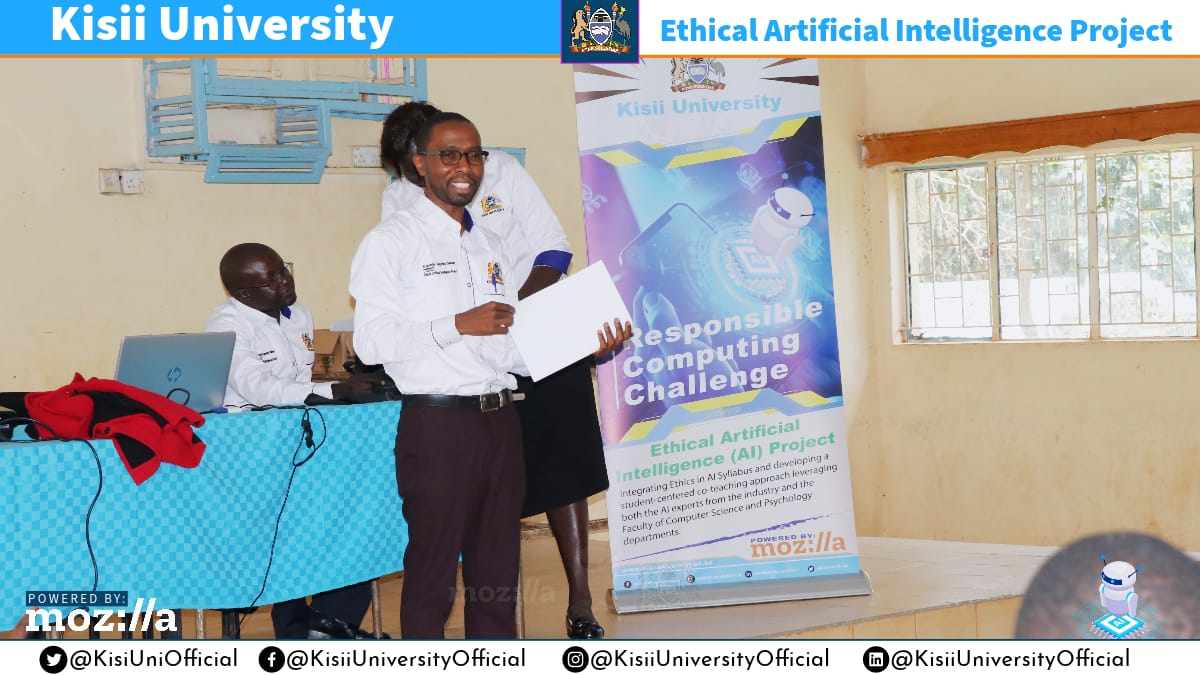 Kisii University
Ethical Artificial Intelligence Project
Kisii University
Responsible
Computing
Challenge
Ethical Artificial
Intelligence (AI) Project
Integrating Ethics in AI Syllabus and developing a
student-centered co-teaching approach leveraging
both the AI experts from the industry and the
Faculty of Computer Science and Psychology
departments.
POWERED BY:
moz://a
hp
moz://a
POWERED BY:
moz://a
@KisiUniOfficial
@KisiiUniversityOfficial
@KisiiUniversityOfficial
@KisiiUniversityOfficial